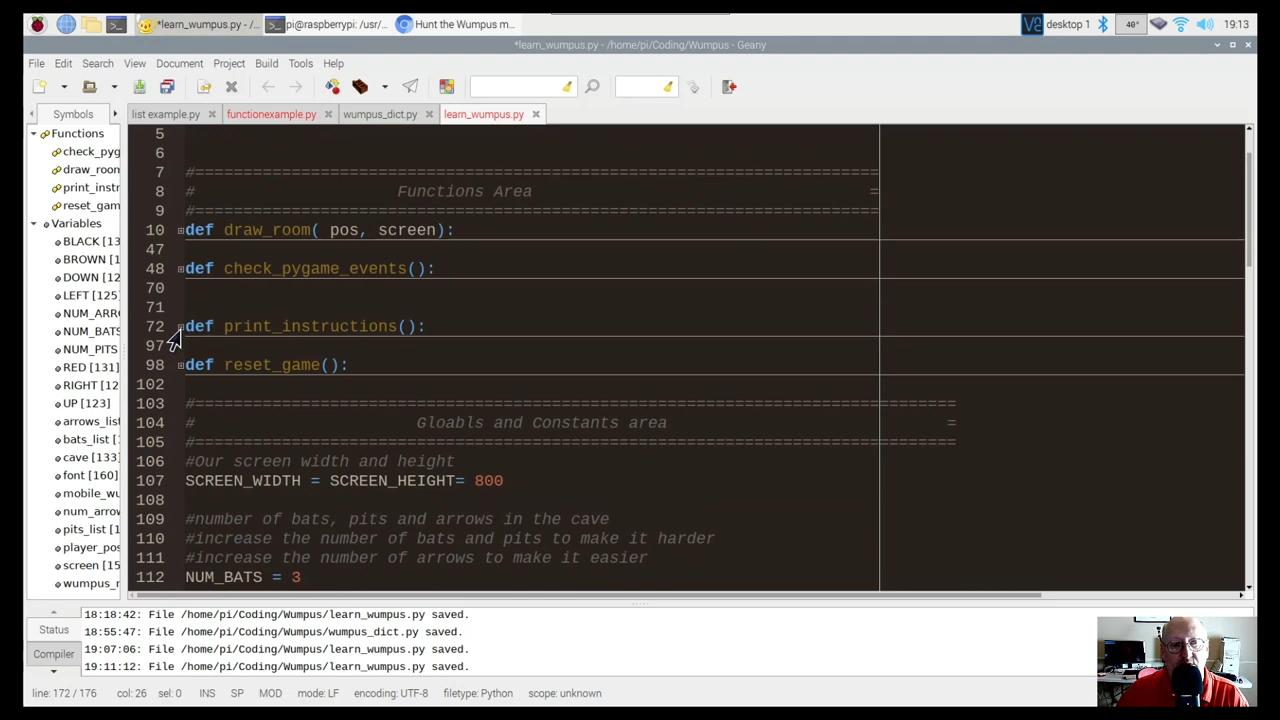 *learn_wumpus.py - /...
pi@raspberrypi: /usr/...
Hunt the Wumpus m...
desktop 1
40°
19:13
*learn_wumpus.py - /home/pi/Coding/Wumpus - Geany
File Edit Search View Document Project Build Tools Help
Symbols
list example.py
functionexample.py
wumpus_dict.py
learn_wumpus.py
Functions
check_pyg
draw_room
print_instr
reset_gam
Variables
BLACK [13
BROWN [12
DOWN [12
LEFT [125]
NUM_ARR
NUM_BATS
NUM_PITS
RED [131]
RIGHT [12
UP [123]
arrows_list
bats_list [
cave [133]
font [160]
mobile_wu
num_arrow
pits_list [1
player_pos
screen [15
wumpus_r
5
6
7 #=======================================================================
8 # Functions Area =
9 #=======================================================================
10 def draw_room( pos, screen):
47
48 def check_pygame_events():
70
71
72 def print_instructions():
97
98 def reset_game():
102
103 #===============================================================================
104 # Gloabls and Constants area =
105 #===============================================================================
106 #Our screen width and height
107 SCREEN_WIDTH = SCREEN_HEIGHT= 800
108
109 #number of bats, pits and arrows in the cave
110 #increase the number of bats and pits to make it harder
111 #increase the number of arrows to make it easier
112 NUM_BATS = 3
Status
Compiler
18:18:42: File /home/pi/Coding/Wumpus/learn_wumpus.py saved.
18:55:47: File /home/pi/Coding/Wumpus/wumpus_dict.py saved.
19:07:06: File /home/pi/Coding/Wumpus/learn_wumpus.py saved.
19:11:12: File /home/pi/Coding/Wumpus/learn_wumpus.py saved.
line: 172 / 176 col: 26 sel: 0 INS SP MOD mode: LF encoding: UTF-8 filetype: Python scope: unknown